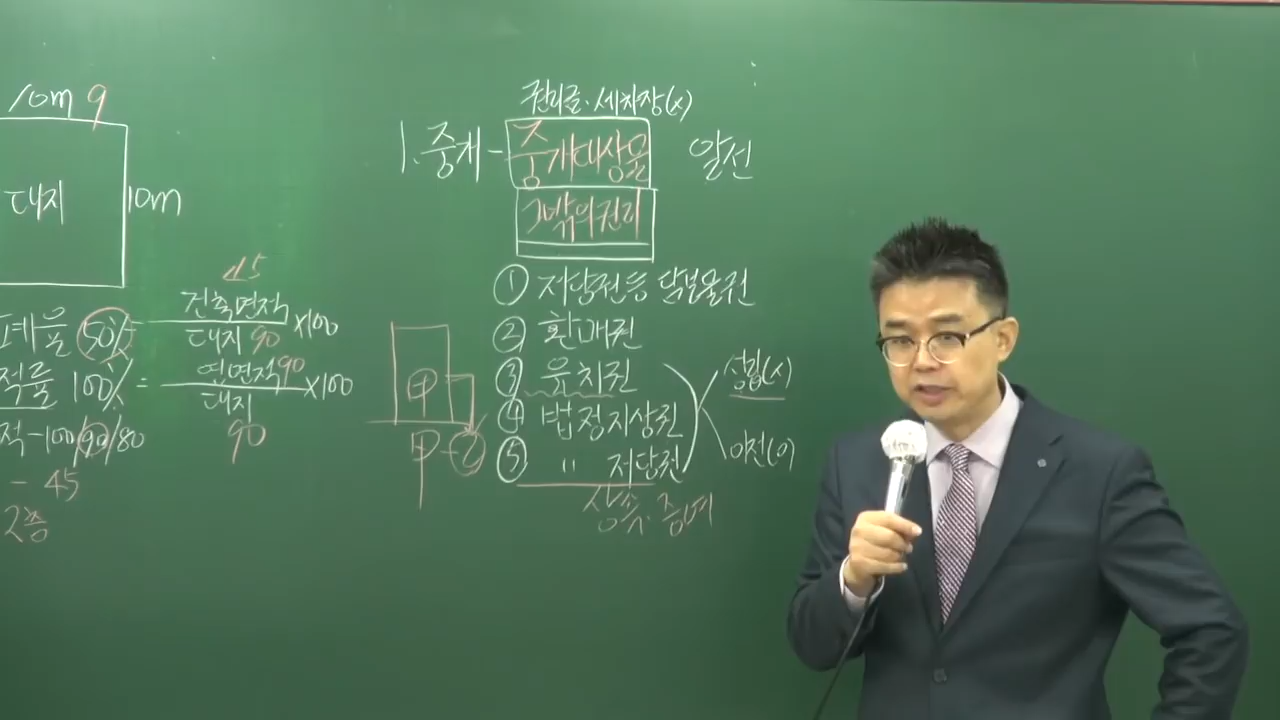 10m 9
대지
10m
45
폐율 50% = 건축면적 / 대지 90 ×100
적률 100% = 연면적 90 / 대지 90 ×100
적-100/90/80
- 45
2층
권리금·세차장(x)
1. 중개 - 중개대상물 알선
그밖의권리
① 저당권등 담보물권
② 환매권
③ 유치권
④ 법정지상권
⑤ 〃 저당권
성립(x)
이전(o)
상속·증여
甲
甲-乙